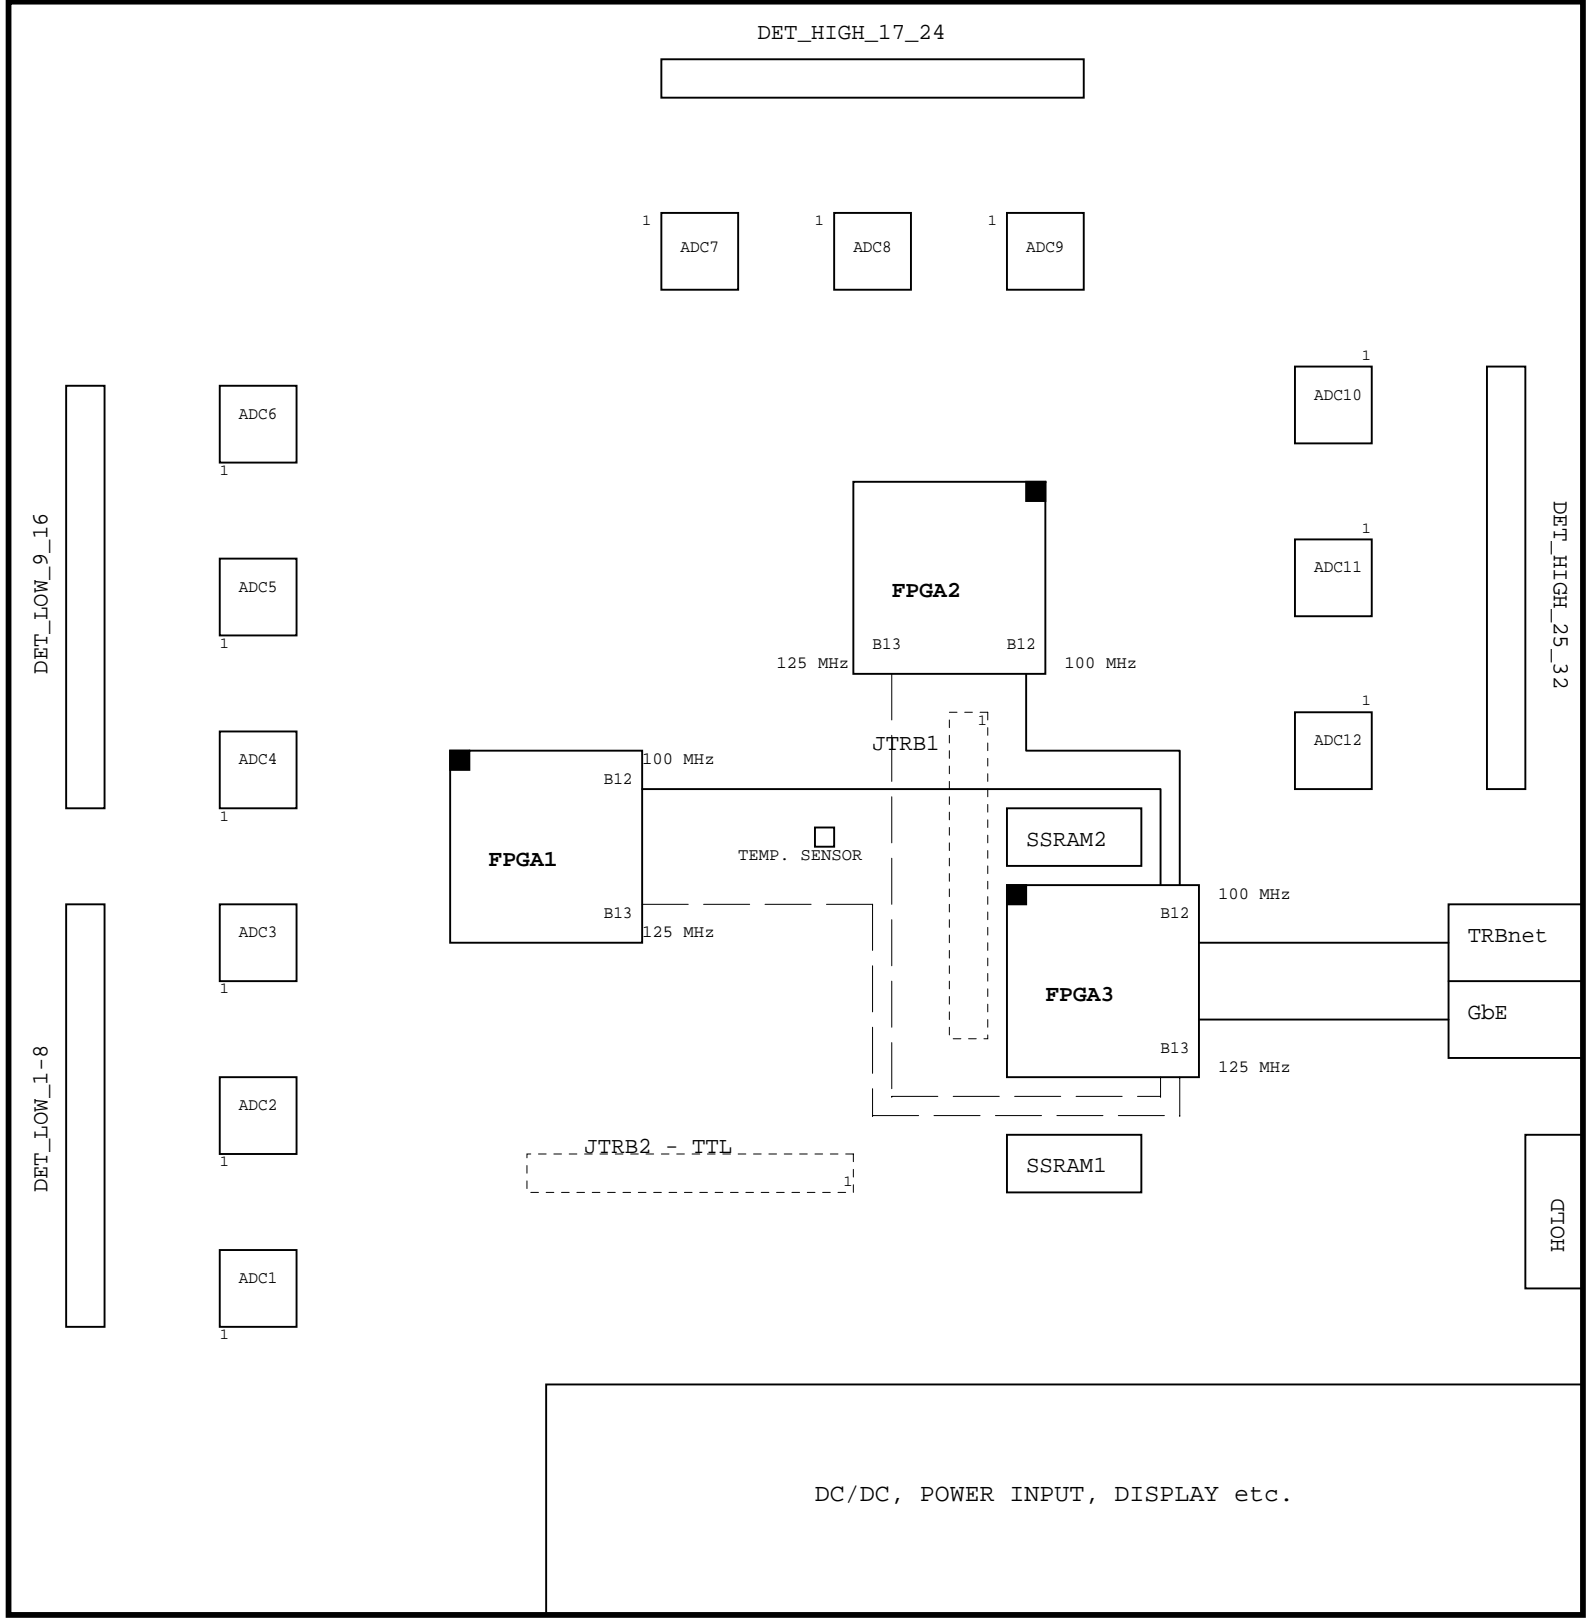 DET_HIGH_17_24
1
ADC7
1
ADC8
1
ADC9
1
ADC10
ADC6
1
DET_LOW_9_16
DET_HIGH_25_32
1
ADC11
ADC5
1
FPGA2
B13
B12
125 MHz
100 MHz
1
ADC12
JTRB1
1
ADC4
1
100 MHz
B12
FPGA1
B13
125 MHz
TEMP. SENSOR
SSRAM2
100 MHz
B12
FPGA3
B13
125 MHz
TRBnet
GbE
ADC3
1
DET_LOW_1-8
ADC2
1
JTRB2 - TTL
1
SSRAM1
HOLD
ADC1
1
DC/DC, POWER INPUT, DISPLAY etc.